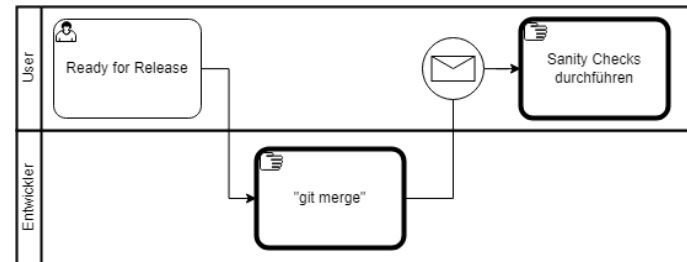 User
Ready for Release
Sanity Checks
durchführen
Entwickler
"git merge"